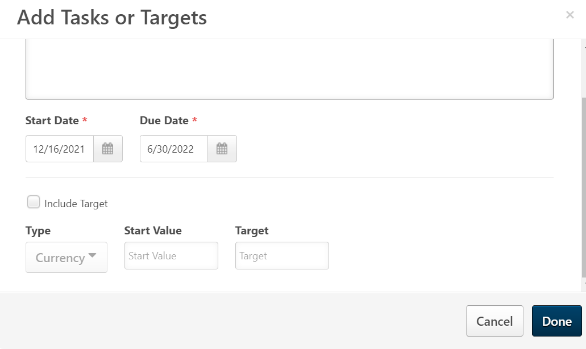 Add Tasks or Targets
×
Start Date * Due Date *
12/16/2021 6/30/2022
Include Target
Type Start Value Target
Currency Start Value Target
Cancel Done